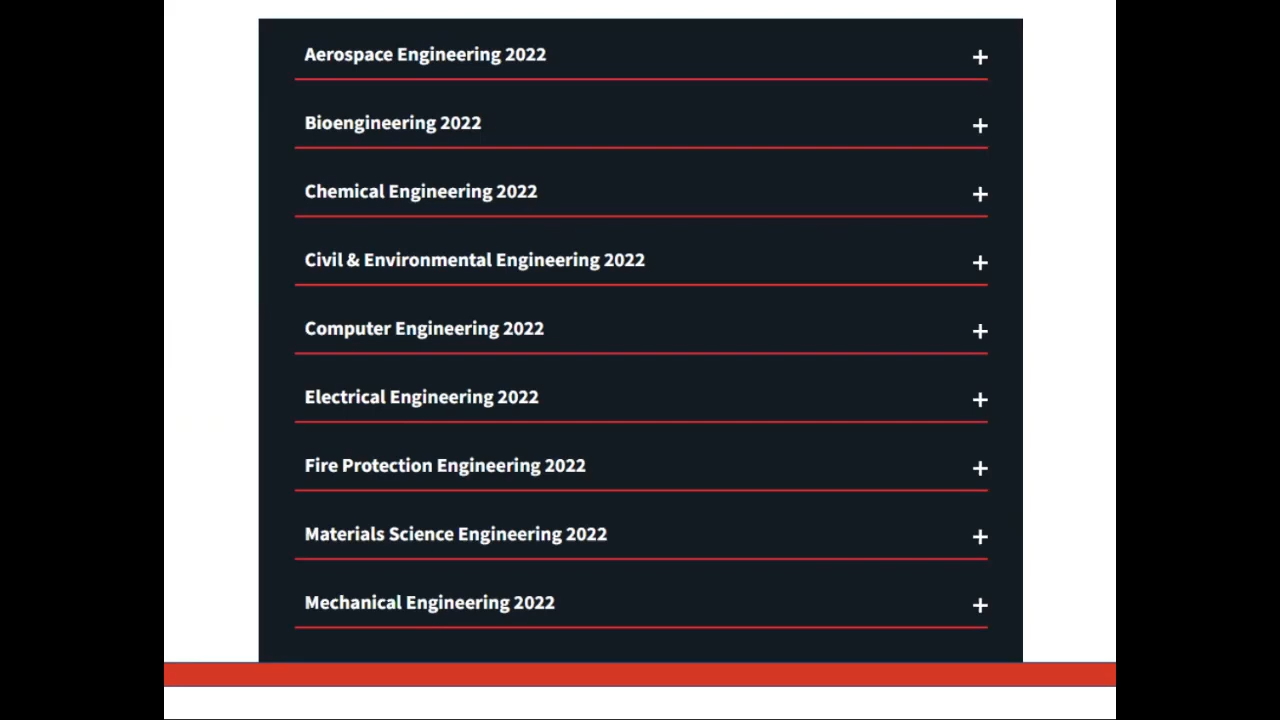 Aerospace Engineering 2022
Bioengineering 2022
Chemical Engineering 2022
Civil & Environmental Engineering 2022
Computer Engineering 2022
Electrical Engineering 2022
Fire Protection Engineering 2022
Materials Science Engineering 2022
Mechanical Engineering 2022